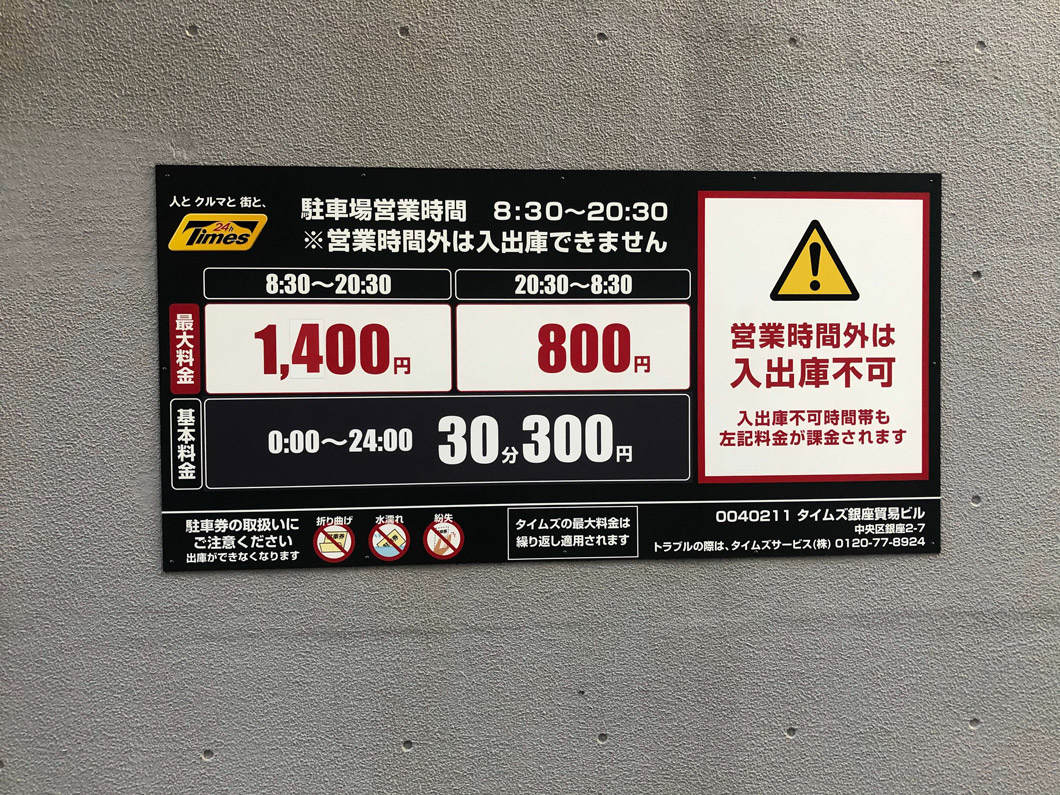 人と クルマと 街と、
24h
Times
駐車場営業時間 8:30～20:30
※営業時間外は入出庫できません
8:30～20:30
20:30～8:30
最大料金
1,400円
800円
基本料金
0:00～24:00 30分300円
営業時間外は
入出庫不可
入出庫不可時間帯も
左記料金が課金されます
駐車券の取扱いに
ご注意ください
出庫ができなくなります
折り曲げ
水濡れ
紛失
タイムズの最大料金は
繰り返し適用されます
0040211 タイムズ銀座貿易ビル
中央区銀座2-7
トラブルの際は、タイムズサービス(株) 0120-77-8924